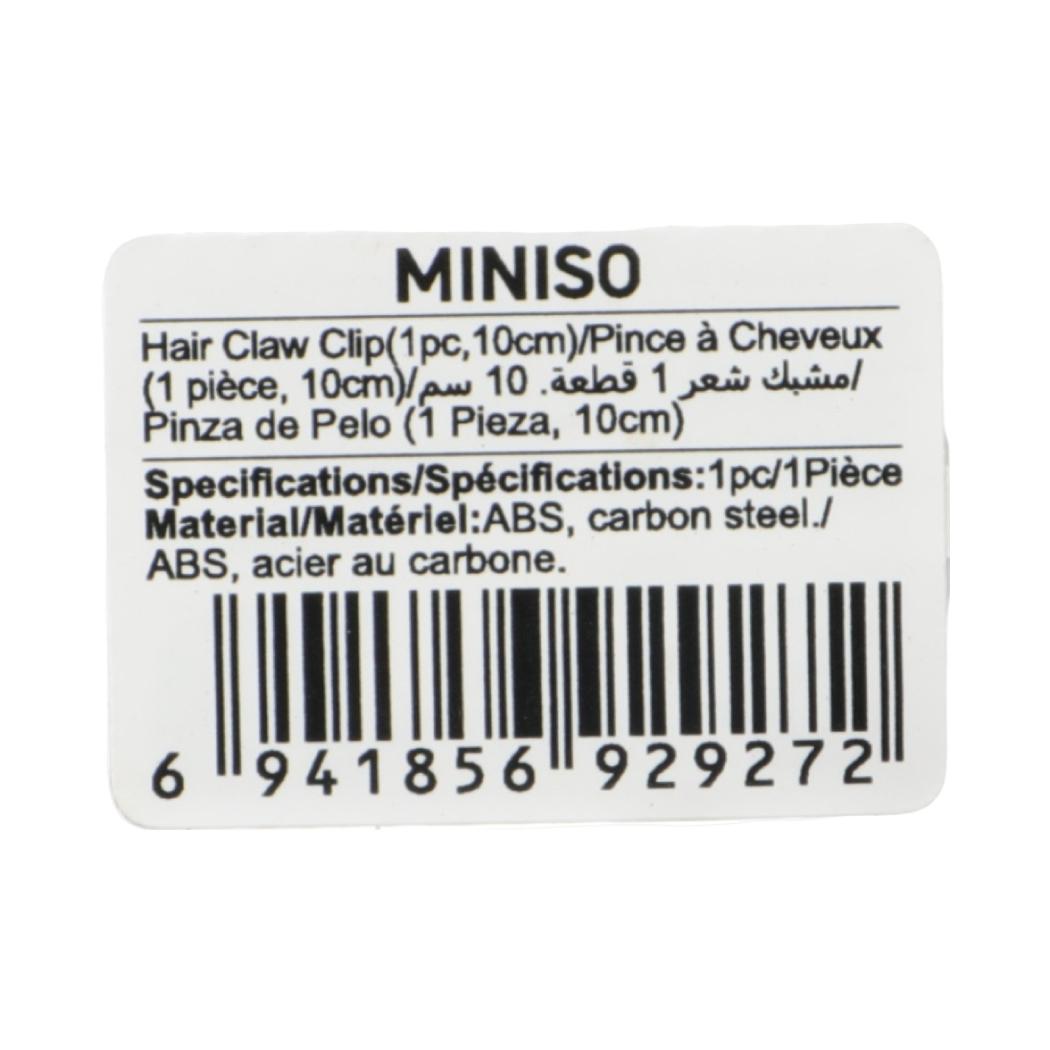 MINISO
Hair Claw Clip(1pc,10cm)/Pince à Cheveux
(1 pièce, 10cm)/مشبك شعر 1 قطعة. 10 سم/
Pinza de Pelo (1 Pieza, 10cm)
Specifications/Spécifications:1pc/1Pièce
Material/Matériel:ABS, carbon steel./
ABS, acier au carbone.
6 941856 929272